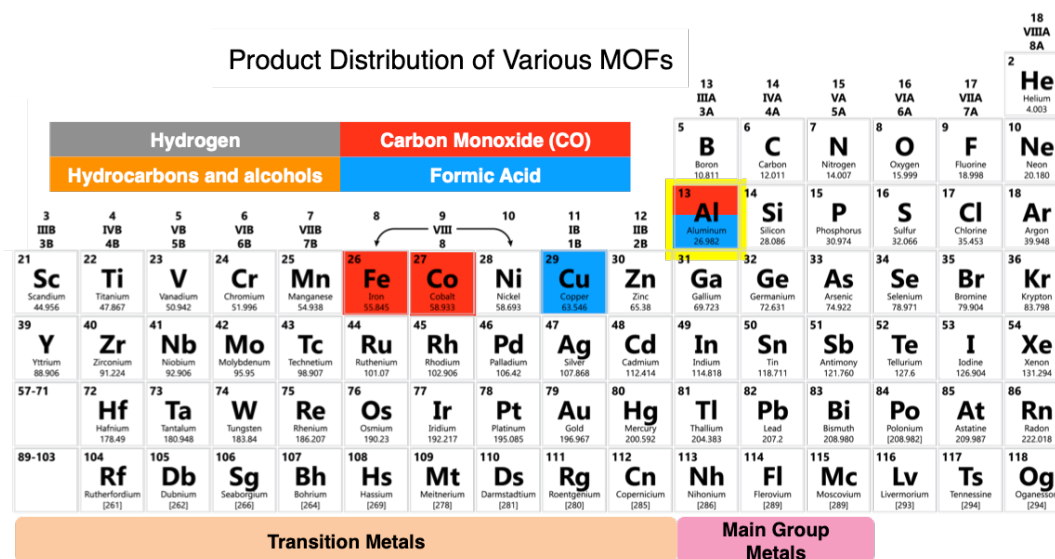 18
VIIIA
8A
Product Distribution of Various MOFs
2
He
Helium
4.003
13 14 15 16 17
IIIA IVA VA VIA VIIA
3A 4A 5A 6A 7A
Hydrogen Carbon Monoxide (CO)
Hydrocarbons and alcohols Formic Acid
5 6 7 8 9 10
B C N O F Ne
Boron Carbon Nitrogen Oxygen Fluorine Neon
10.811 12.011 14.007 15.999 18.998 20.180
13 14 15 16 17 18
Al Si P S Cl Ar
Aluminum Silicon Phosphorus Sulfur Chlorine Argon
26.982 28.086 30.974 32.066 35.453 39.948
3 4 5 6 7 8 9 10 11 12
IIIB IVB VB VIB VIIB VIII IB IIB
3B 4B 5B 6B 7B 8 1B 2B
21 22 23 24 25 26 27 28 29 30 31 32 33 34 35 36
Sc Ti V Cr Mn Fe Co Ni Cu Zn Ga Ge As Se Br Kr
Scandium Titanium Vanadium Chromium Manganese Iron Cobalt Nickel Copper Zinc Gallium Germanium Arsenic Selenium Bromine Krypton
44.956 47.867 50.942 51.996 54.938 55.845 58.933 58.693 63.546 65.38 69.723 72.631 74.922 78.971 79.904 83.798
39 40 41 42 43 44 45 46 47 48 49 50 51 52 53 54
Y Zr Nb Mo Tc Ru Rh Pd Ag Cd In Sn Sb Te I Xe
Yttrium Zirconium Niobium Molybdenum Technetium Ruthenium Rhodium Palladium Silver Cadmium Indium Tin Antimony Tellurium Iodine Xenon
88.906 91.224 92.906 95.95 98.907 101.07 102.906 106.42 107.868 112.414 114.818 118.711 121.760 127.6 126.904 131.294
57-71 72 73 74 75 76 77 78 79 80 81 82 83 84 85 86
Hf Ta W Re Os Ir Pt Au Hg Tl Pb Bi Po At Rn
Hafnium Tantalum Tungsten Rhenium Osmium Iridium Platinum Gold Mercury Thallium Lead Bismuth Polonium Astatine Radon
178.49 180.948 183.84 186.207 190.23 192.217 195.085 196.967 200.592 204.383 207.2 208.980 [208.982] 209.987 222.018
89-103 104 105 106 107 108 109 110 111 112 113 114 115 116 117 118
Rf Db Sg Bh Hs Mt Ds Rg Cn Nh Fl Mc Lv Ts Og
Rutherfordium Dubnium Seaborgium Bohrium Hassium Meitnerium Darmstadtium Roentgenium Copernicium Nihonium Flerovium Moscovium Livermorium Tennessine Oganesso
[261] [262] [266] [264] [269] [278] [281] [280] [285] [286] [289] [289] [293] [294] [294]
Transition Metals Main Group
Metals